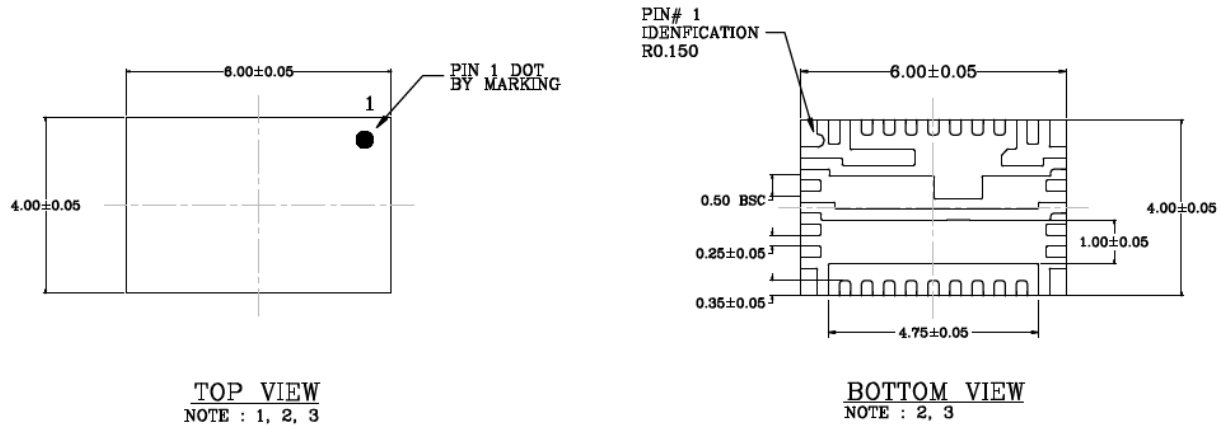 6.00±0.05
PIN 1 DOT
BY MARKING
1
4.00±0.05
TOP VIEW
NOTE : 1, 2, 3
PIN# 1
IDENFICATION
R0.150
6.00±0.05
0.50 BSC
4.00±0.05
1.00±0.05
0.25±0.05
0.35±0.05
4.75±0.05
BOTTOM VIEW
NOTE : 2, 3